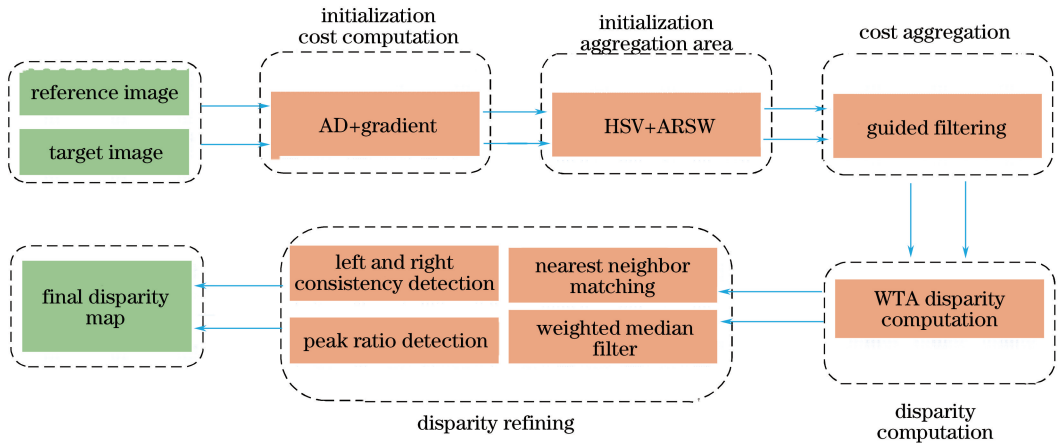 initialization
cost computation
initialization
aggregation area
cost aggregation
reference image
target image
AD+gradient
HSV+ARSW
guided filtering
final disparity
map
left and right
consistency detection
nearest neighbor
matching
peak ratio detection
weighted median
filter
WTA disparity
computation
disparity refining
disparity
computation